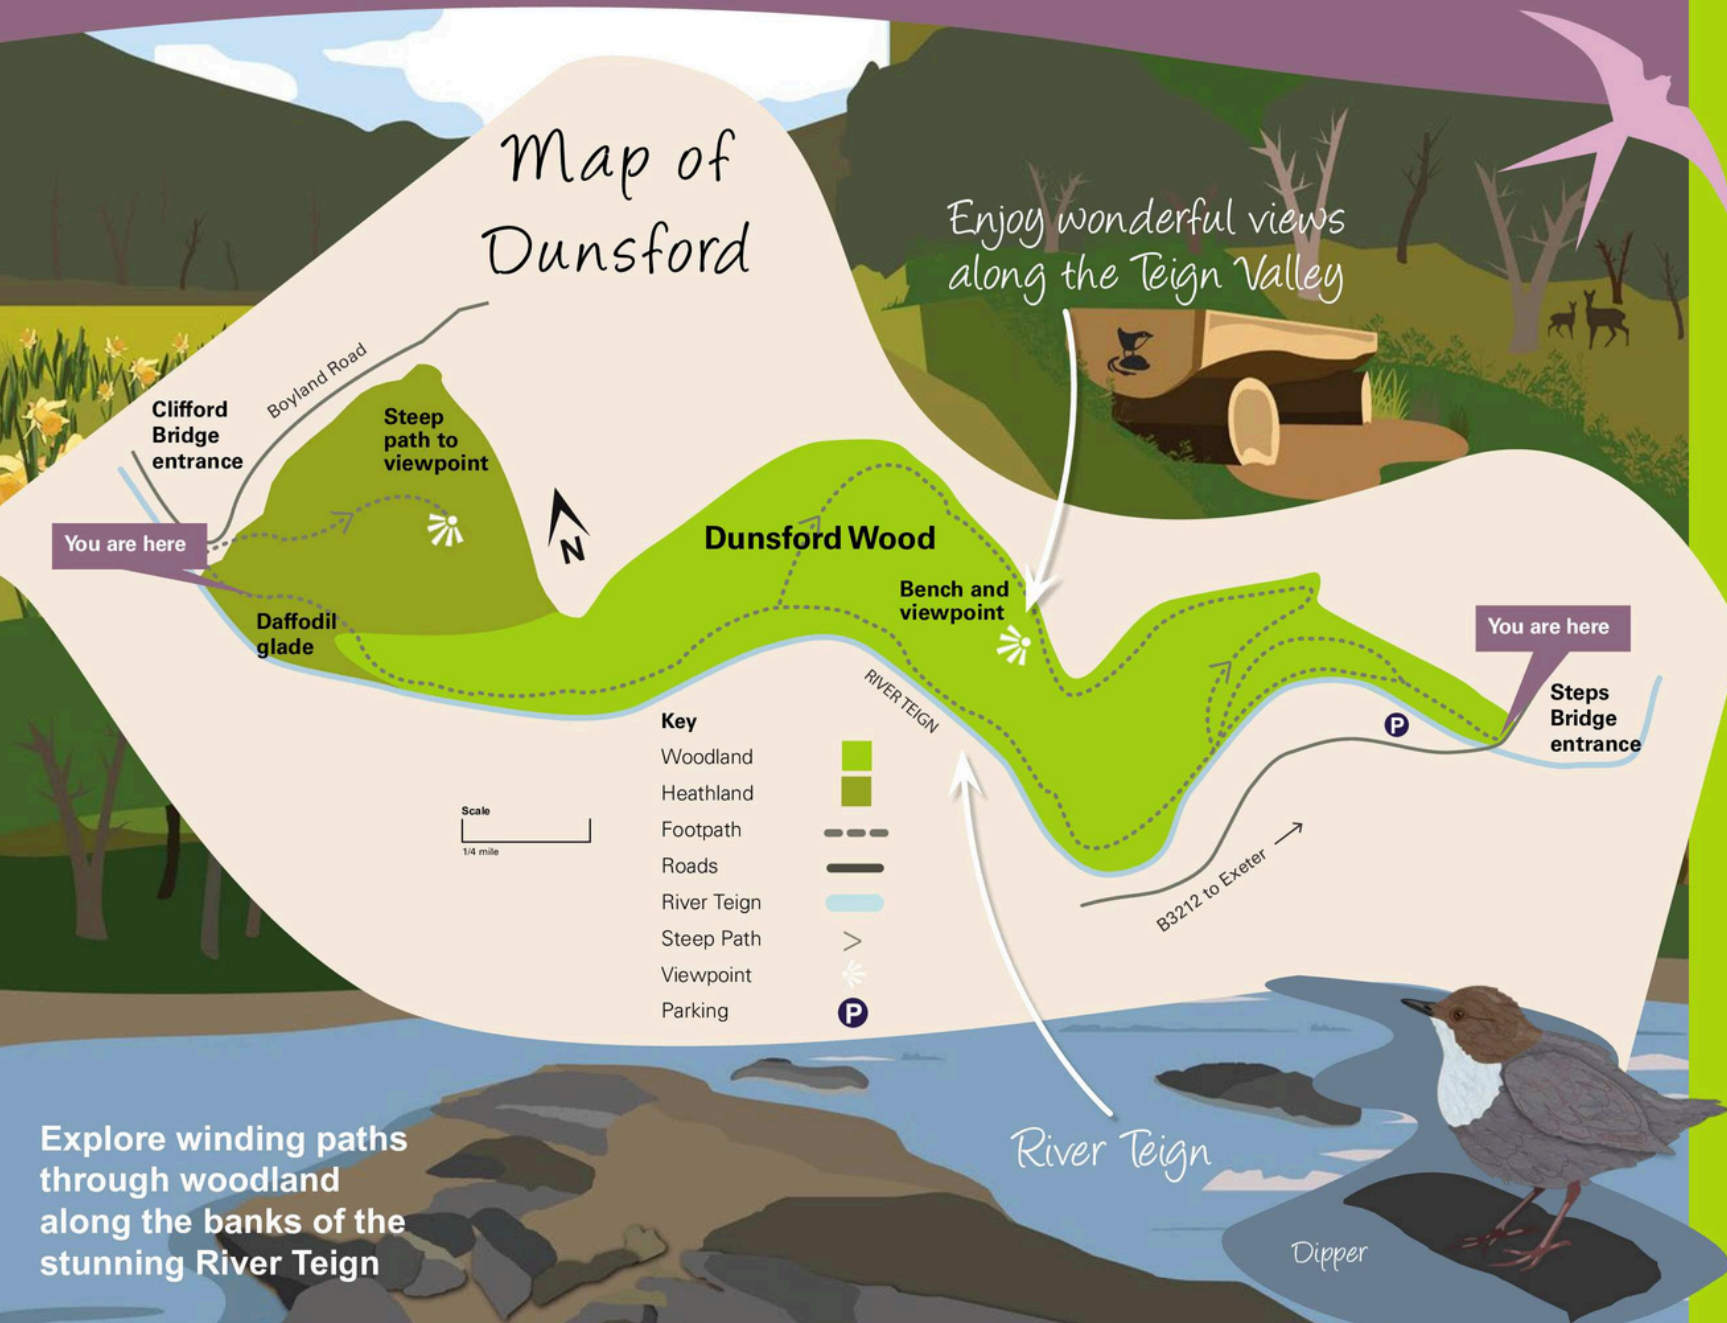 Map of
Dunsford
Enjoy wonderful views
along the Teign Valley
Boyland Road
Clifford
Bridge
entrance
Steep
path to
viewpoint
N
You are here
Dunsford Wood
Bench and
viewpoint
Daffodil
glade
You are here
RIVER TEIGN
Steps
Bridge
entrance
P
Key
Woodland
Heathland
Footpath
Roads
River Teign
Steep Path
Viewpoint
Parking
P
Scale
1/4 mile
B3212 to Exeter
River Teign
Explore winding paths
through woodland
along the banks of the
stunning River Teign
Dipper